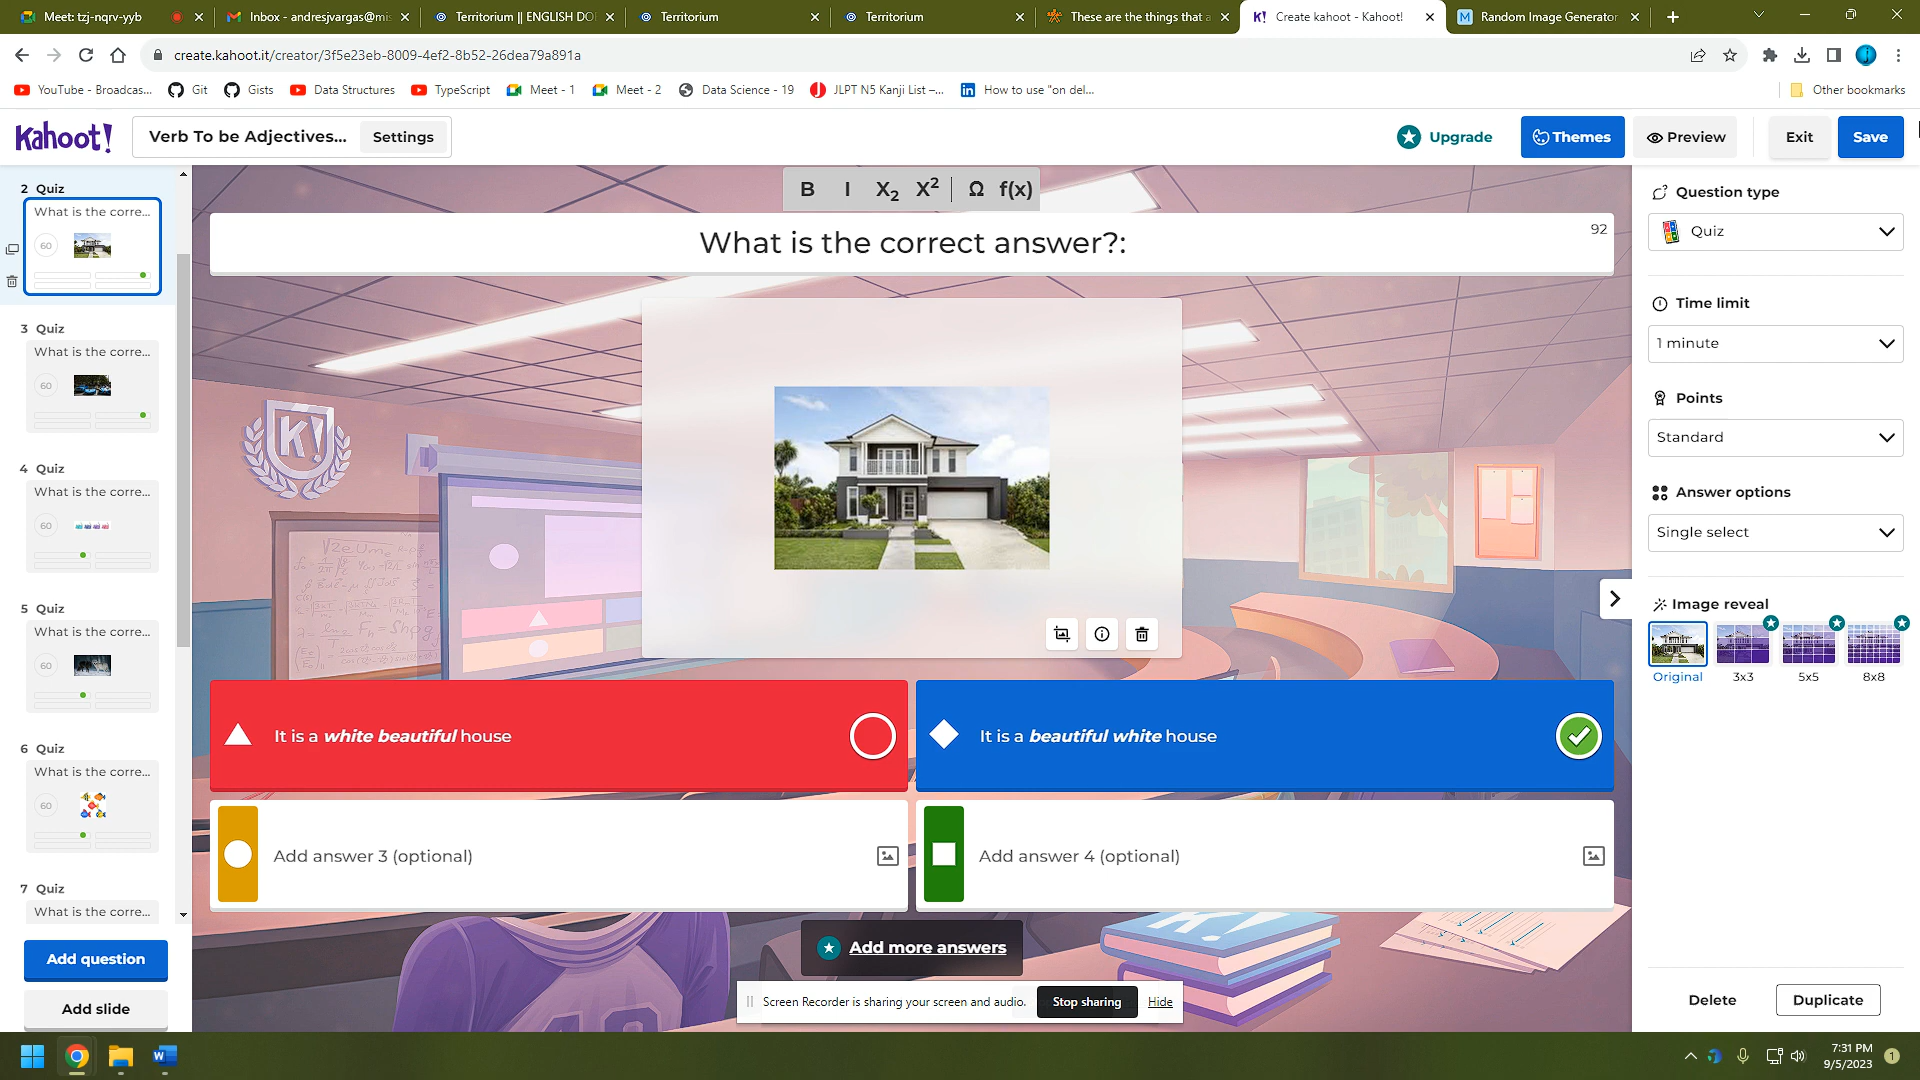 Meet: tzj-nqrv-yyb
Inbox - andresjvargas@mis
Territorium || ENGLISH DO
Territorium
Territorium
These are the things that a
Create kahoot - Kahoot!
Random Image Generator
create.kahoot.it/creator/3f5e23eb-8009-4ef2-8b52-26dea79a891a
YouTube - Broadcas...
Git
Gists
Data Structures
TypeScript
Meet - 1
Meet - 2
Data Science - 19
JLPT N5 Kanji List –...
How to use "on del...
Other bookmarks
Kahoot!
Verb To be Adjectives...
Settings
Upgrade
Themes
Preview
Exit
Save
2 Quiz
What is the corre...
60
3 Quiz
What is the corre...
60
4 Quiz
What is the corre...
60
5 Quiz
What is the corre...
60
6 Quiz
What is the corre...
60
7 Quiz
What is the corre...
Add question
Add slide
B I X2 X2 Ω f(x)
What is the correct answer?:
92
K!
It is a white beautiful house
It is a beautiful white house
Add answer 3 (optional)
Add answer 4 (optional)
Add more answers
Screen Recorder is sharing your screen and audio.
Stop sharing
Hide
Question type
Quiz
Time limit
1 minute
Points
Standard
Answer options
Single select
Image reveal
Original
3x3
5x5
8x8
Delete
Duplicate
7:31 PM
9/5/2023
1